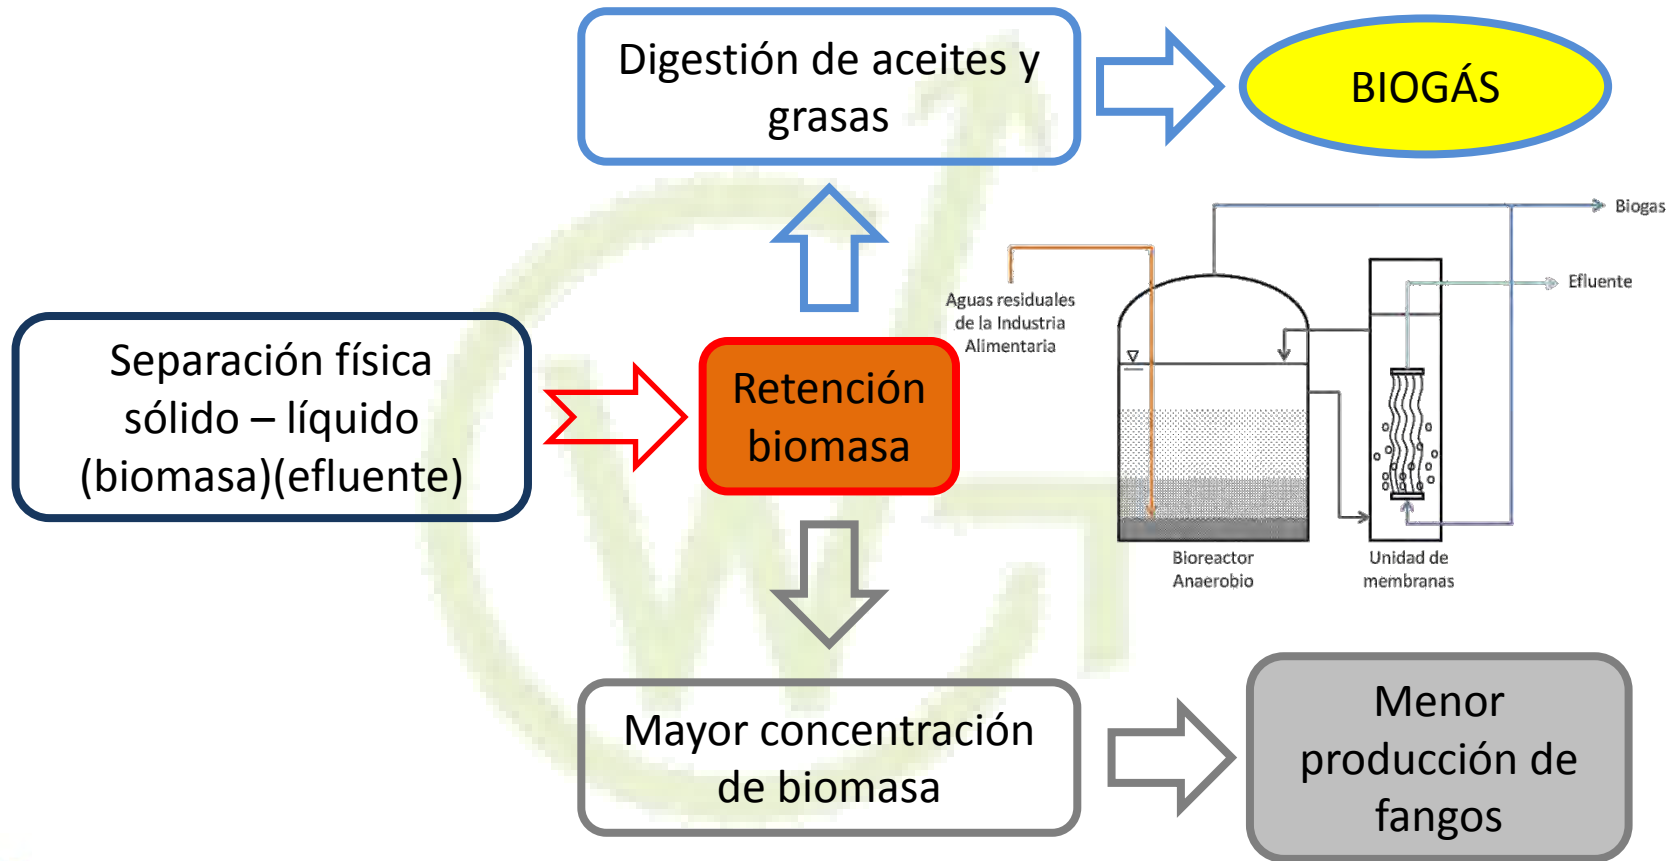 Digestión de aceites y
grasas
BIOGÁS
Biogas
Efluente
Aguas residuales
de la Industria
Alimentaria
Separación física
sólido – líquido
(biomasa)(efluente)
Retención
biomasa
Bioreactor
Anaerobio
Unidad de
membranas
Mayor concentración
de biomasa
Menor
producción de
fangos